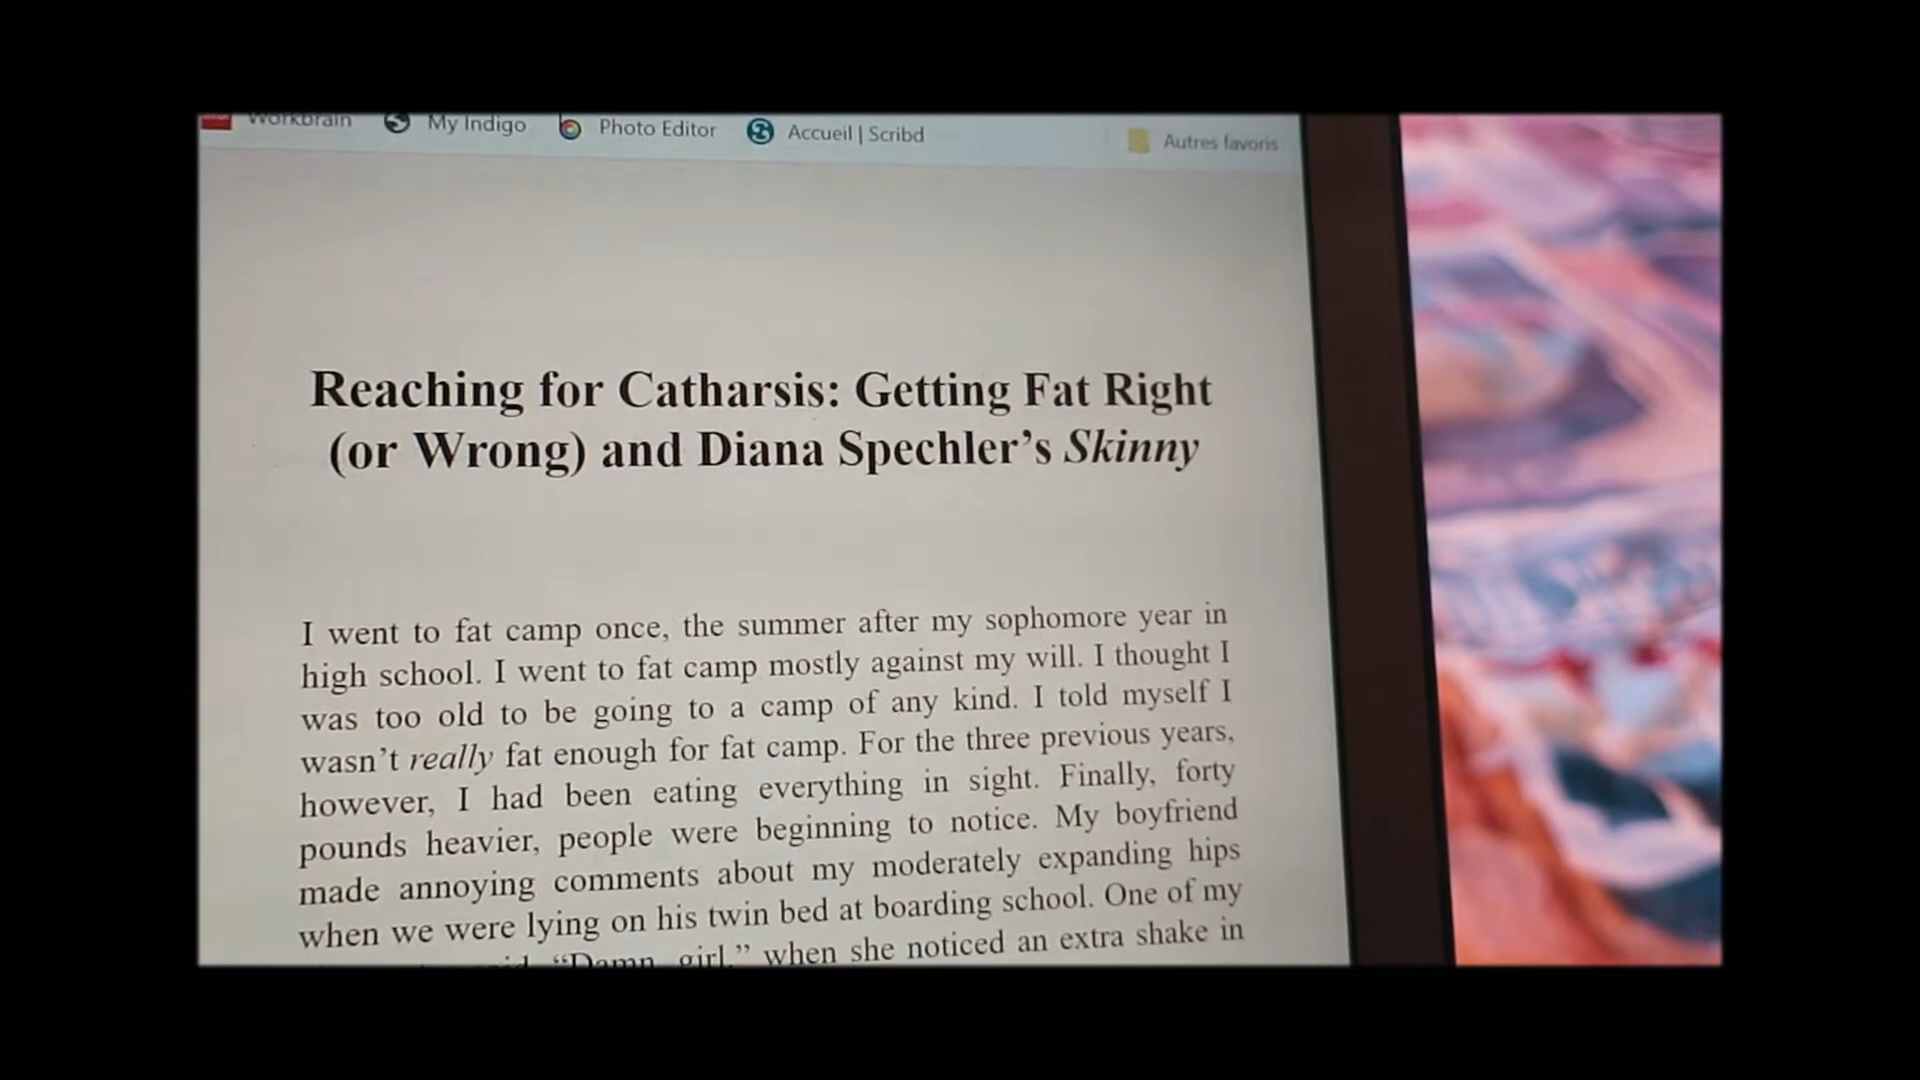 Workbrain My Indigo Photo Editor Accueil | Scribd Autres favoris
Reaching for Catharsis: Getting Fat Right
(or Wrong) and Diana Spechler's Skinny
I went to fat camp once, the summer after my sophomore year in
high school. I went to fat camp mostly against my will. I thought I
was too old to be going to a camp of any kind. I told myself I
wasn't really fat enough for fat camp. For the three previous years,
however, I had been eating everything in sight. Finally, forty
pounds heavier, people were beginning to notice. My boyfriend
made annoying comments about my moderately expanding hips
when we were lying on his twin bed at boarding school. One of my
"Damn, girl," when she noticed an extra shake in